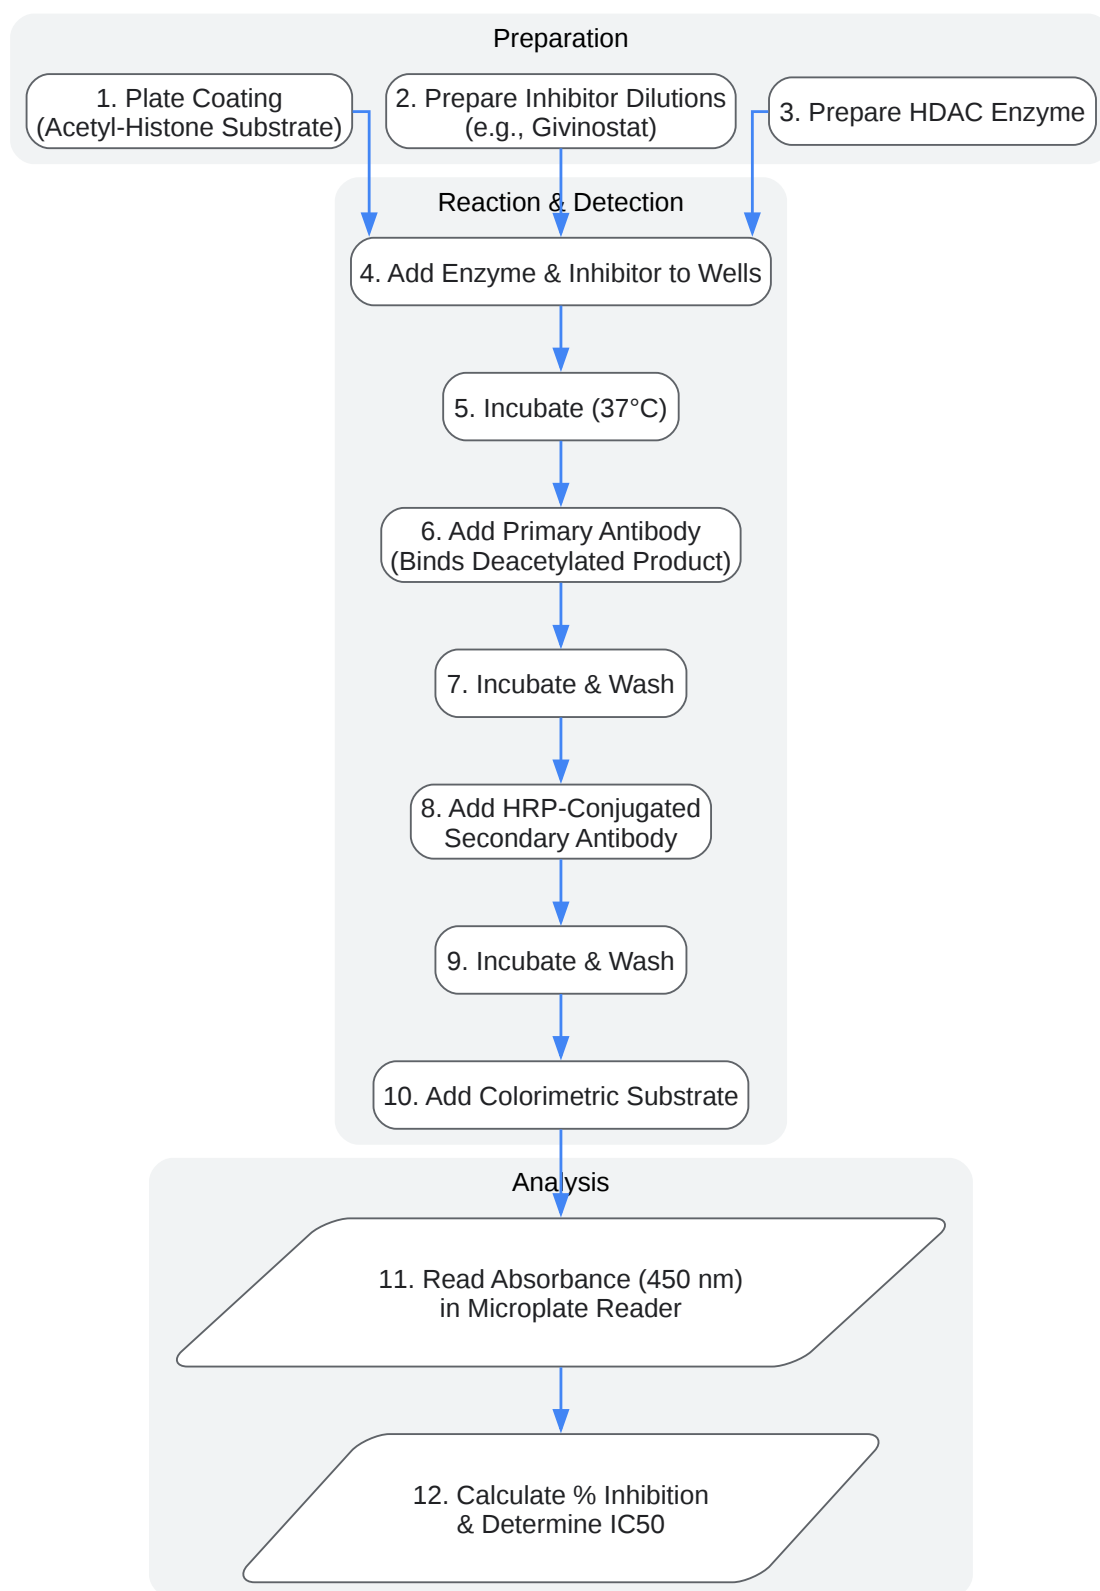 Preparation
1. Plate Coating
(Acetyl-Histone Substrate)
2. Prepare Inhibitor Dilutions
(e.g., Givinostat)
3. Prepare HDAC Enzyme
Reaction & Detection
4. Add Enzyme & Inhibitor to Wells
5. Incubate (37°C)
6. Add Primary Antibody
(Binds Deacetylated Product)
7. Incubate & Wash
8. Add HRP-Conjugated
Secondary Antibody
9. Incubate & Wash
10. Add Colorimetric Substrate
Analysis
11. Read Absorbance (450 nm)
in Microplate Reader
12. Calculate % Inhibition
& Determine IC50